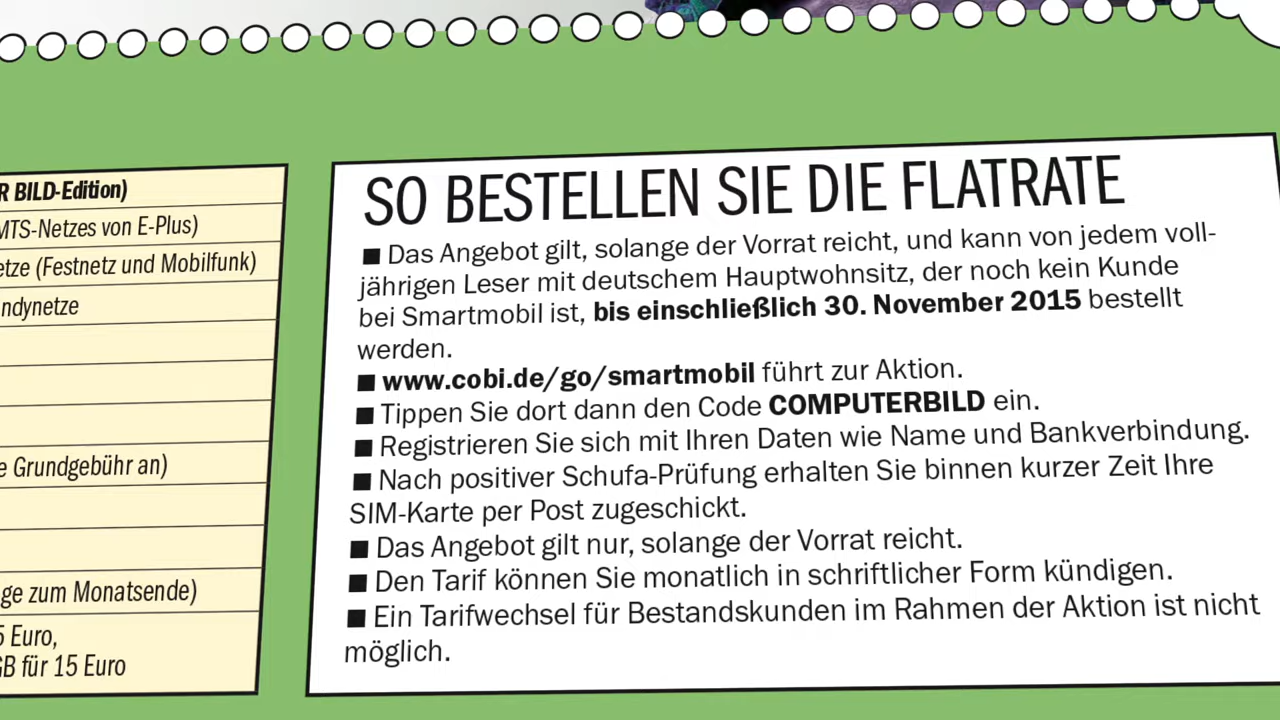 R BILD-Edition)
MTS-Netzes von E-Plus)
etze (Festnetz und Mobilfunk)
ndynetze
e Grundgebühr an)
ge zum Monatsende)
5 Euro,
GB für 15 Euro
SO BESTELLEN SIE DIE FLATRATE
■ Das Angebot gilt, solange der Vorrat reicht, und kann von jedem voll-
jährigen Leser mit deutschem Hauptwohnsitz, der noch kein Kunde
bei Smartmobil ist, bis einschließlich 30. November 2015 bestellt
werden.
■ www.cobi.de/go/smartmobil führt zur Aktion.
■ Tippen Sie dort dann den Code COMPUTERBILD ein.
■ Registrieren Sie sich mit Ihren Daten wie Name und Bankverbindung.
■ Nach positiver Schufa-Prüfung erhalten Sie binnen kurzer Zeit Ihre
SIM-Karte per Post zugeschickt.
■ Das Angebot gilt nur, solange der Vorrat reicht.
■ Den Tarif können Sie monatlich in schriftlicher Form kündigen.
■ Ein Tarifwechsel für Bestandskunden im Rahmen der Aktion ist nicht
möglich.